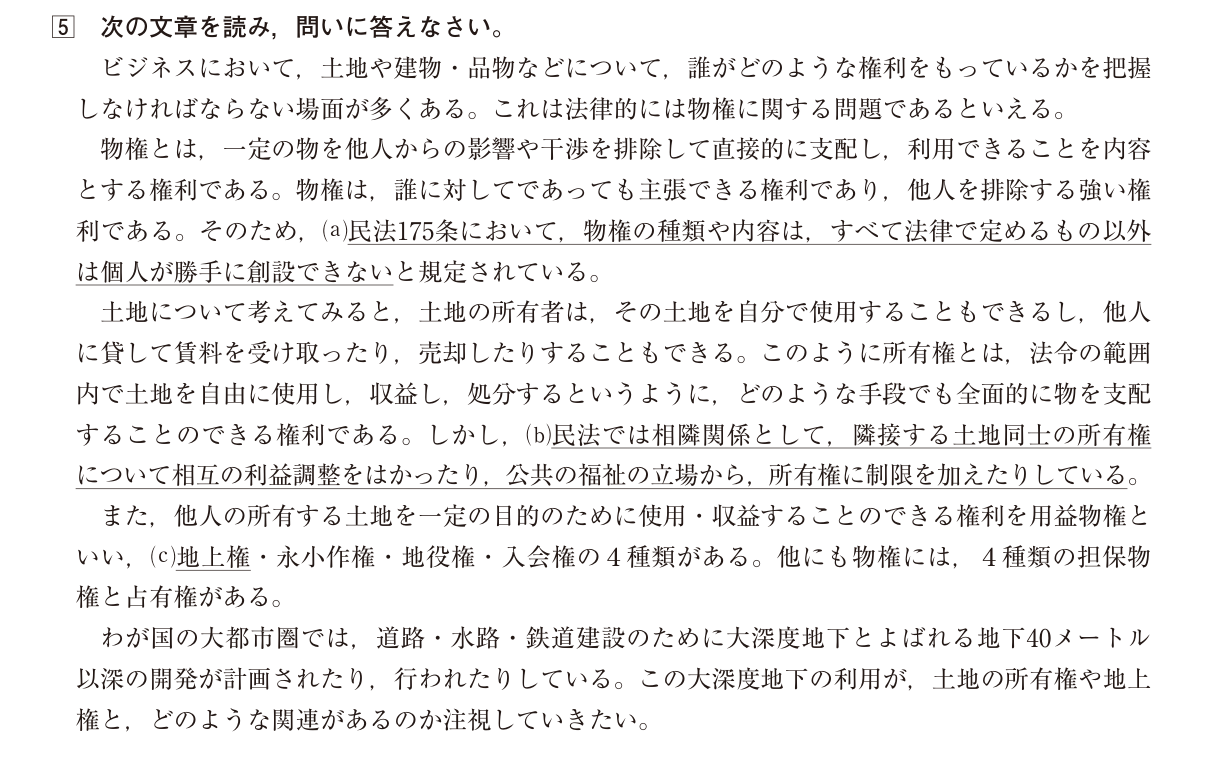 5　次の文章を読み，問いに答えなさい。
ビジネスにおいて，土地や建物・品物などについて，誰がどのような権利をもっているかを把握
しなければならない場面が多くある。これは法律的には物権に関する問題であるといえる。
物権とは，一定の物を他人からの影響や干渉を排除して直接的に支配し，利用できることを内容
とする権利である。物権は，誰に対してであっても主張できる権利であり，他人を排除する強い権
利である。そのため，(a)民法175条において，物権の種類や内容は，すべて法律で定めるもの以外
は個人が勝手に創設できないと規定されている。
土地について考えてみると，土地の所有者は，その土地を自分で使用することもできるし，他人
に貸して賃料を受け取ったり，売却したりすることもできる。このように所有権とは，法令の範囲
内で土地を自由に使用し，収益し，処分するというように，どのような手段でも全面的に物を支配
することのできる権利である。しかし，(b)民法では相隣関係として，隣接する土地同士の所有権
について相互の利益調整をはかったり，公共の福祉の立場から，所有権に制限を加えたりしている。
また，他人の所有する土地を一定の目的のために使用・収益することのできる権利を用益物権と
いい，(c)地上権・永小作権・地役権・入会権の４種類がある。他にも物権には，４種類の担保物
権と占有権がある。
わが国の大都市圏では，道路・水路・鉄道建設のために大深度地下とよばれる地下40メートル
以深の開発が計画されたり，行われたりしている。この大深度地下の利用が，土地の所有権や地上
権と，どのような関連があるのか注視していきたい。